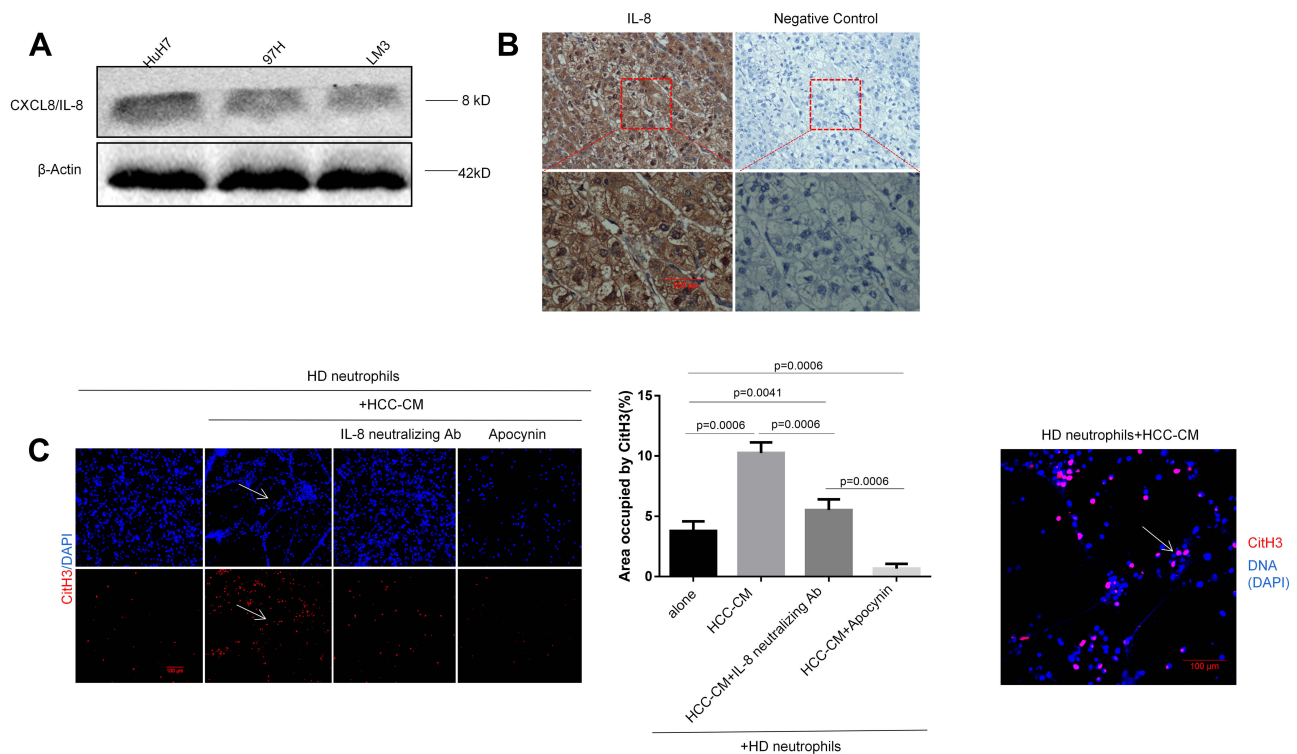 A
HuH7
97H
LM3
CXCL8/IL-8
8 kD
β-Actin
42kD
B
IL-8
Negative Control
C
HD neutrophils
+HCC-CM
IL-8 neutralizing Ab
Apocynin
CitH3/DAPI
100 μm
Area occupied by CitH3(%)
15
10
5
0
p=0.0006
p=0.0041
p=0.0006
p=0.0006
p=0.0006
alone
HCC-CM
HCC-CM+IL-8 neutralizing Ab
HCC-CM+Apocynin
+HD neutrophils
HD neutrophils+HCC-CM
CitH3
DNA
(DAPI)
100 μm